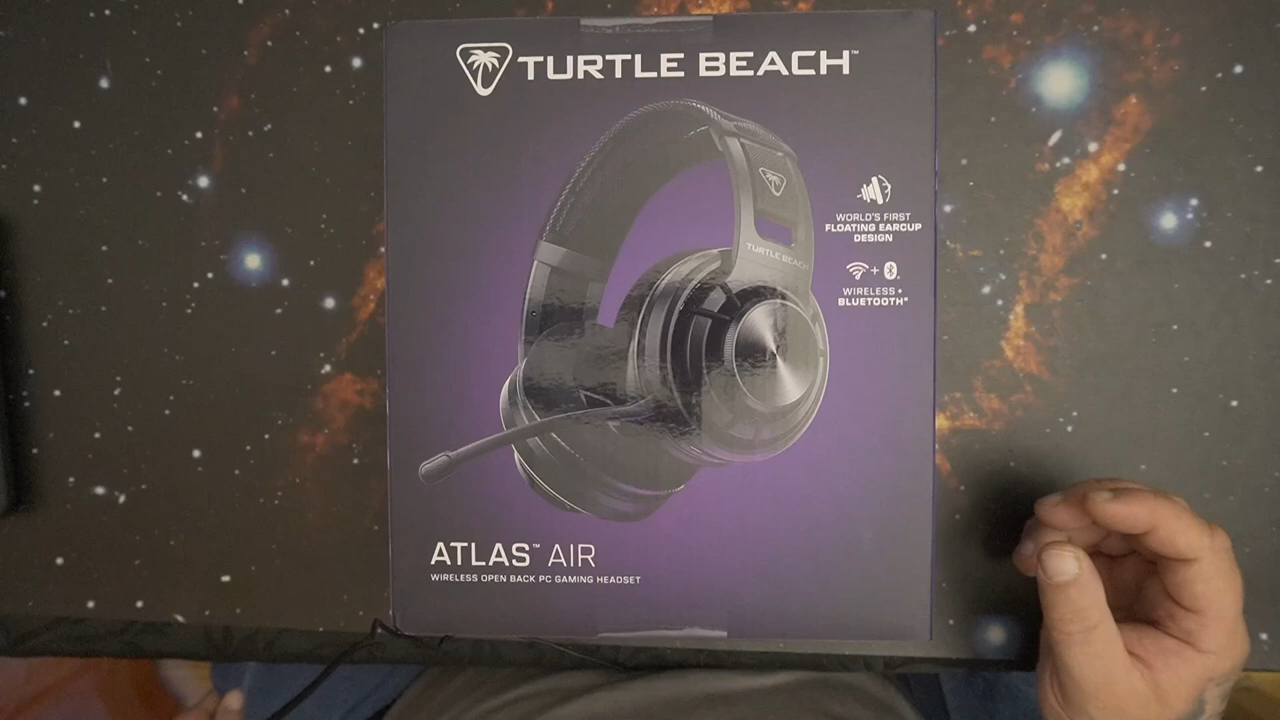 TURTLE BEACH™
TURTLE BEACH
WORLD'S FIRST
FLOATING EARCUP
DESIGN
+
WIRELESS +
BLUETOOTH®
ATLAS™ AIR
WIRELESS OPEN BACK PC GAMING HEADSET